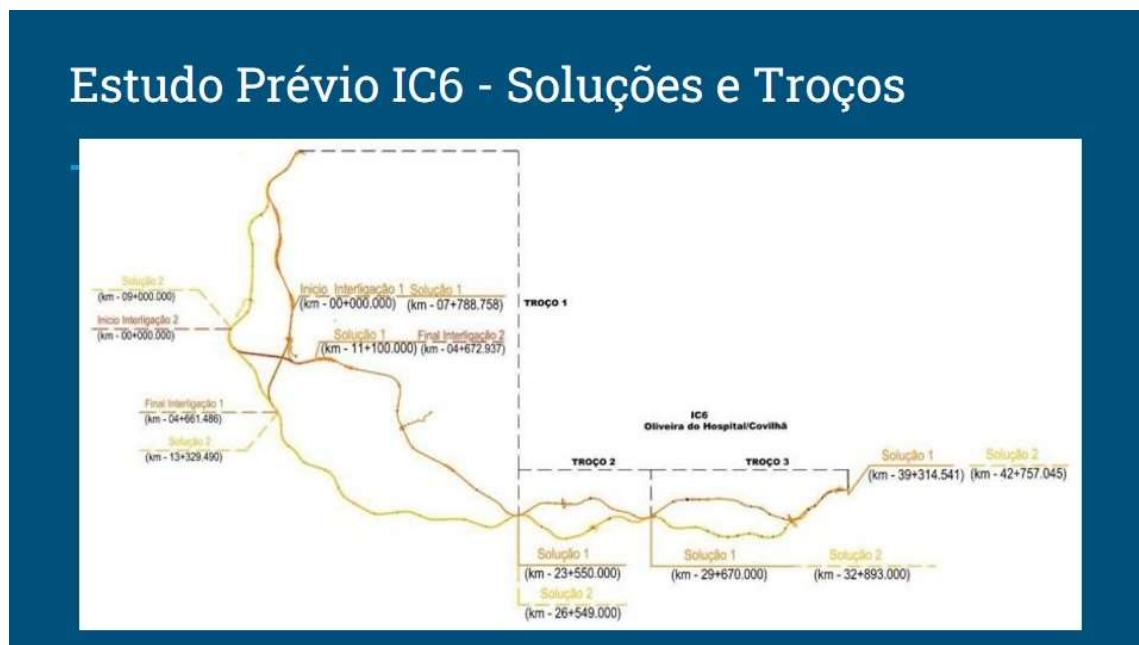 Estudo Prévio IC6 - Soluções e Troços
Solução 2
(km - 09+000.000)
Inicio Interligação 2
(km - 00+000.000)
Inicio Interligação 1 Solução 1
(km - 00+000.000) (km - 07+788.758)
TROÇO 1
Solução 1 Final Interligação 2
(km - 11+100.000) (km - 04+672.937)
Final Interligação 1
(km - 04+661.486)
Solução 2
(km - 13+329.490)
IC6
Oliveira do Hospital/Covilhã
TROÇO 2
TROÇO 3
Solução 1 Solução 2
(km - 39+314.541) (km - 42+757.045)
Solução 1
(km - 23+550.000)
Solução 2
(km - 26+549.000)
Solução 1 Solução 2
(km - 29+670.000) (km - 32+893.000)